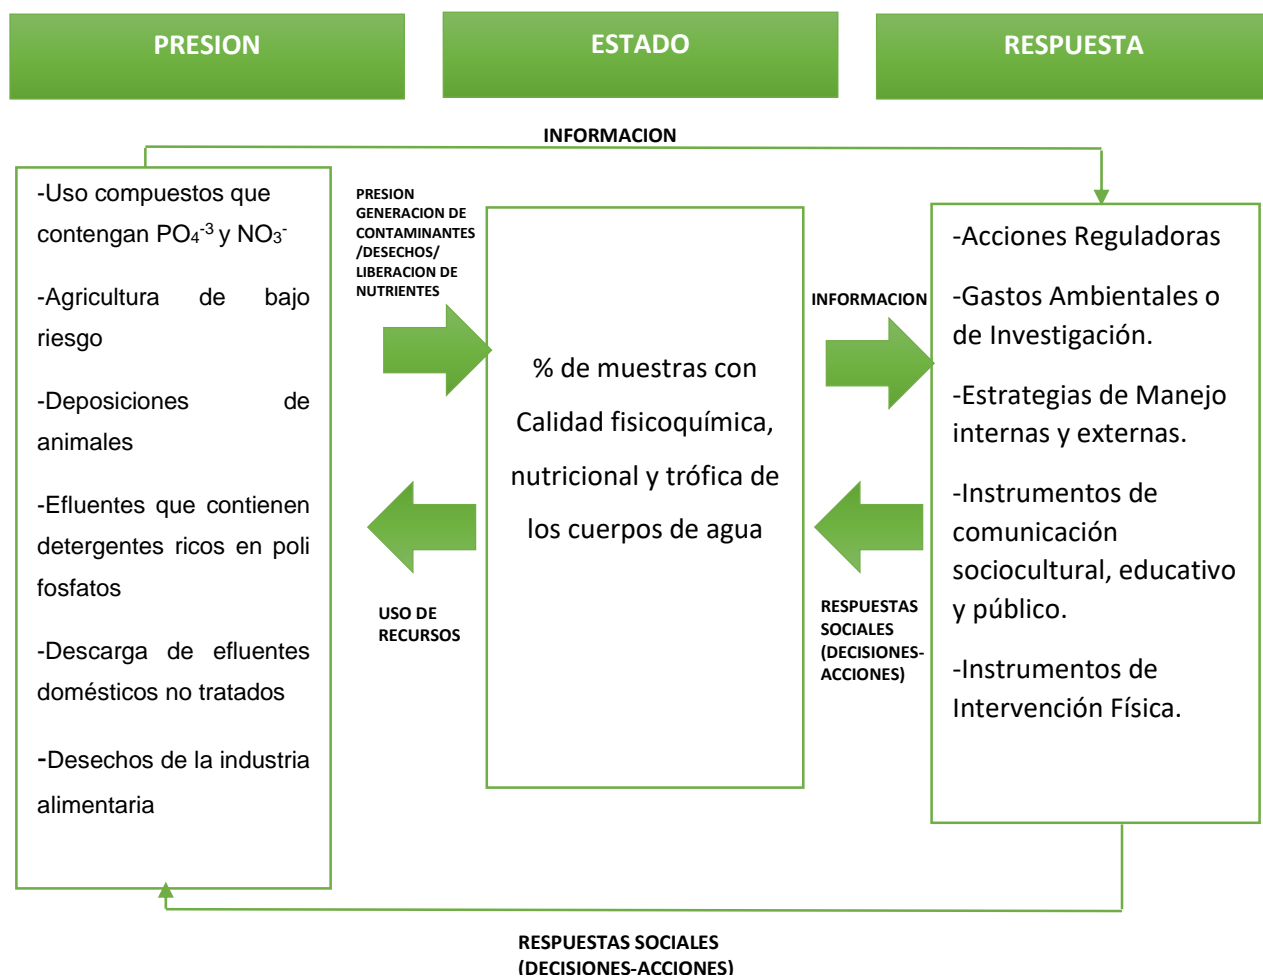 PRESION
ESTADO
RESPUESTA
INFORMACION
-Uso compuestos que
contengan PO₄⁻³ y NO₃⁻
-Agricultura de bajo
riesgo
-Deposiciones de
animales
-Efluentes que contienen
detergentes ricos en poli
fosfatos
-Descarga de efluentes
domésticos no tratados
-Desechos de la industria
alimentaria
PRESION
GENERACION DE
CONTAMINANTES
/DESECHOS/
LIBERACION DE
NUTRIENTES
USO DE
RECURSOS
% de muestras con
Calidad fisicoquímica,
nutricional y trófica de
los cuerpos de agua
INFORMACION
RESPUESTAS
SOCIALES
(DECISIONES-
ACCIONES)
-Acciones Reguladoras
-Gastos Ambientales o
de Investigación.
-Estrategias de Manejo
internas y externas.
-Instrumentos de
comunicación
sociocultural, educativo
y público.
-Instrumentos de
Intervención Física.
RESPUESTAS SOCIALES
(DECISIONES-ACCIONES)